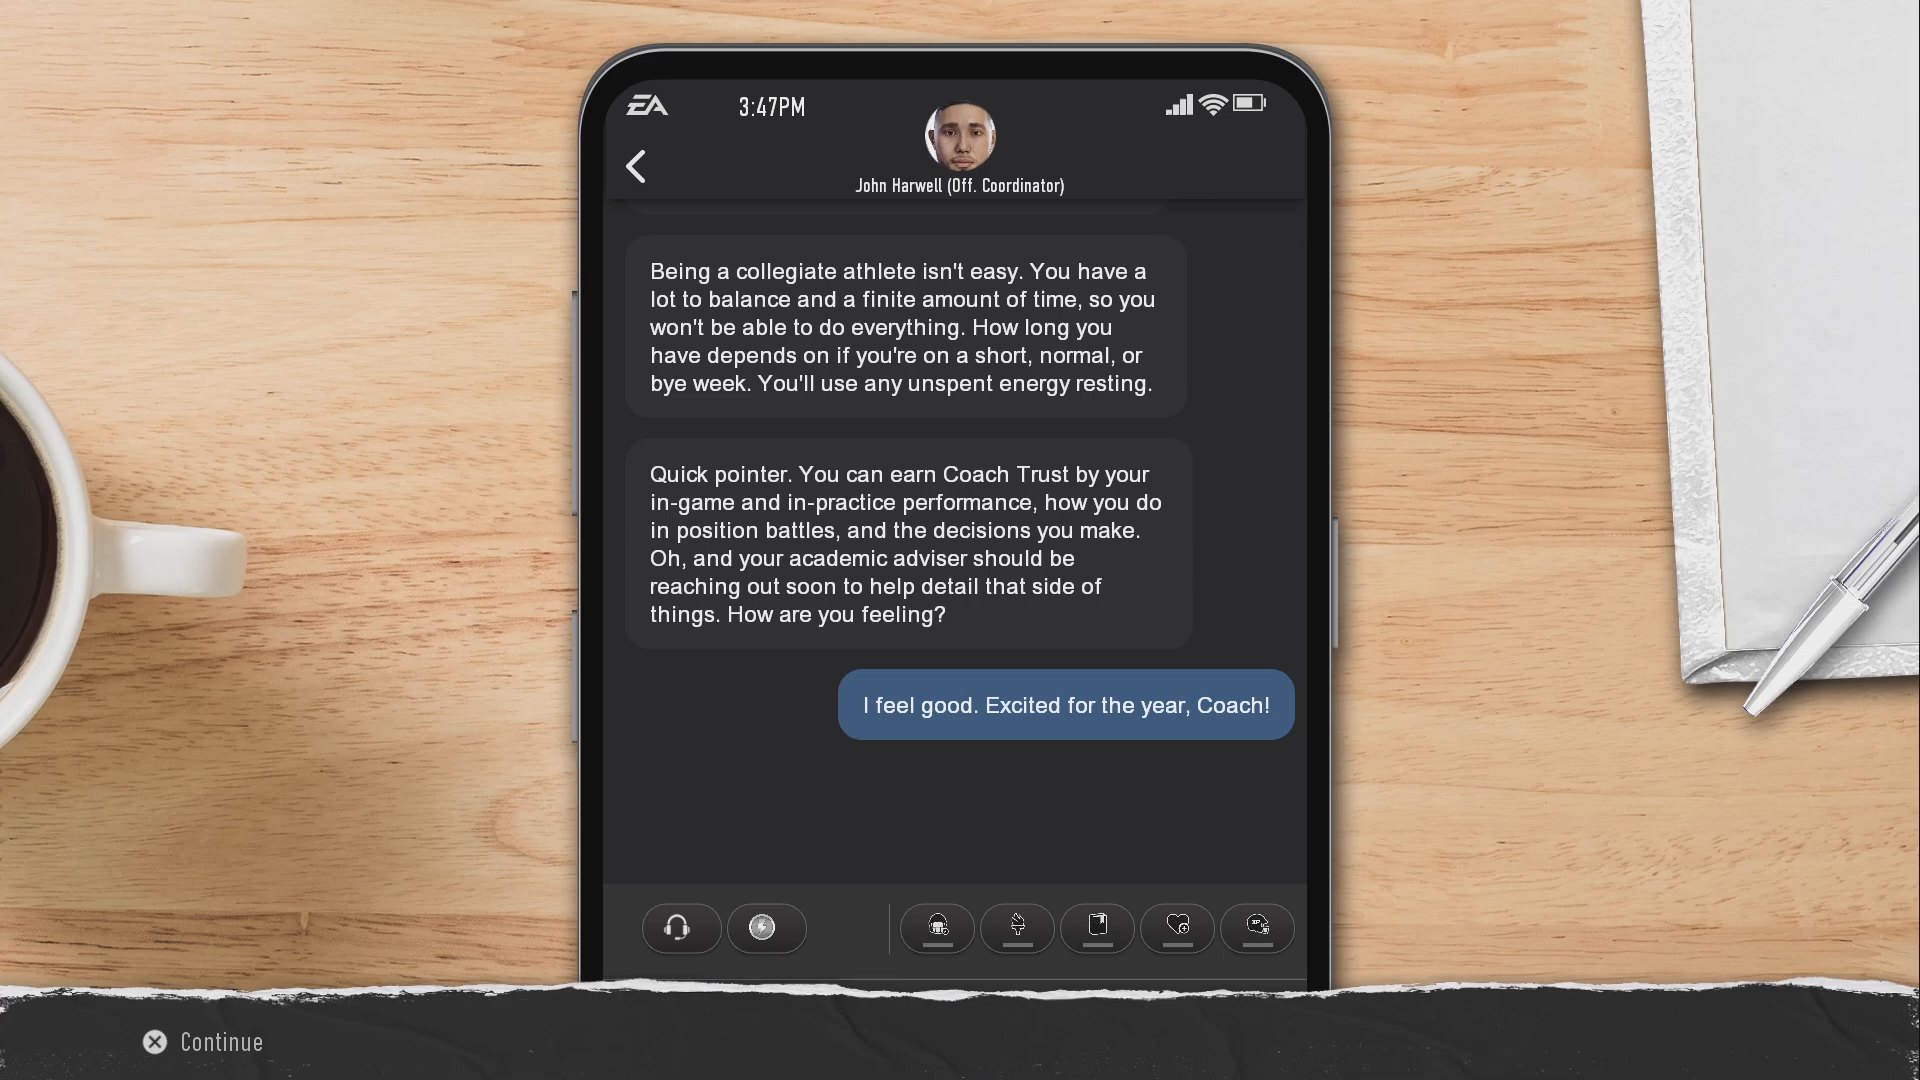 EA
3:47PM
John Harwell (Off. Coordinator)
Being a collegiate athlete isn't easy. You have a
lot to balance and a finite amount of time, so you
won't be able to do everything. How long you
have depends on if you're on a short, normal, or
bye week. You'll use any unspent energy resting.
Quick pointer. You can earn Coach Trust by your
in-game and in-practice performance, how you do
in position battles, and the decisions you make.
Oh, and your academic adviser should be
reaching out soon to help detail that side of
things. How are you feeling?
I feel good. Excited for the year, Coach!
XP
Continue